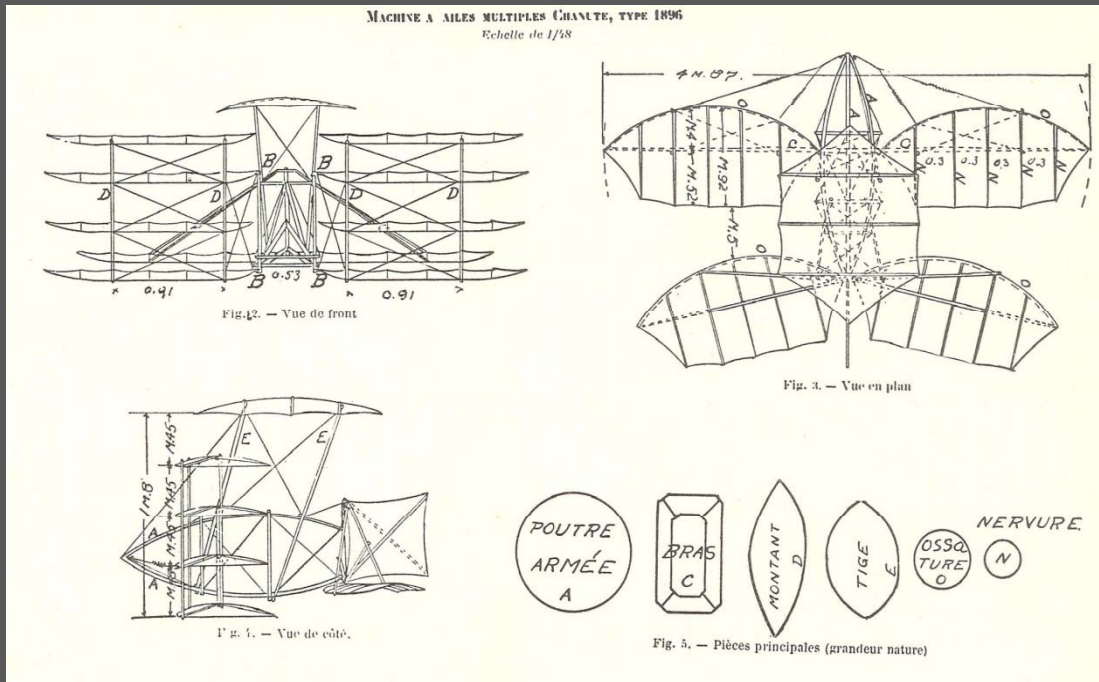 MACHINE A AILES MULTIPLES CHANUTE, TYPE 1896
Echelle de 1/48
B
B
D
D
D
B
B
0.53
0.91
0.91
Fig. 2. — Vue de front
4 M. 87.
A
A
O
O
C
C
N
0.3
N
0.3
N
0.3
N
0.3
N
M.92
M.52
M.5
O
O
Fig. 3. — Vue en plan
1 M. 8
M.45
M.45
M.45
E
E
A
A
Fig. 4. — Vue de côté.
POUTRE
ARMÉE
A
BRAS
C
MONTANT
D
TIGE
E
OSSA
TURE
O
NERVURE
N
Fig. 5. — Pièces principales (grandeur nature)